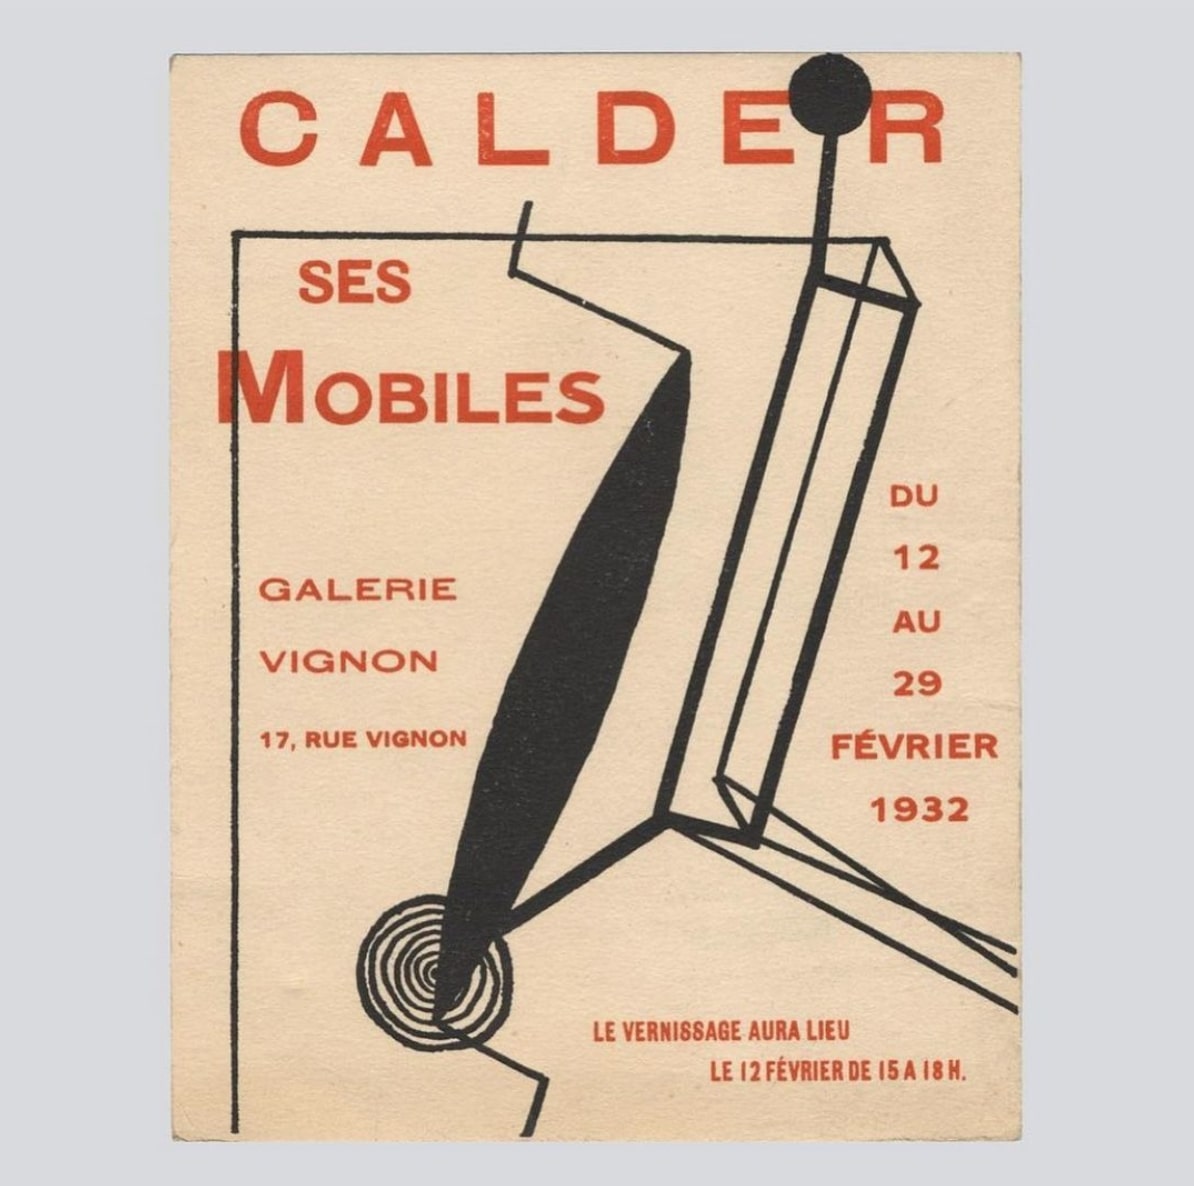 CALDER
SES
MOBILES
GALERIE
VIGNON
17, RUE VIGNON
DU
12
AU
29
FÉVRIER
1932
LE VERNISSAGE AURA LIEU
LE 12 FÉVRIER DE 15 A 18 H.